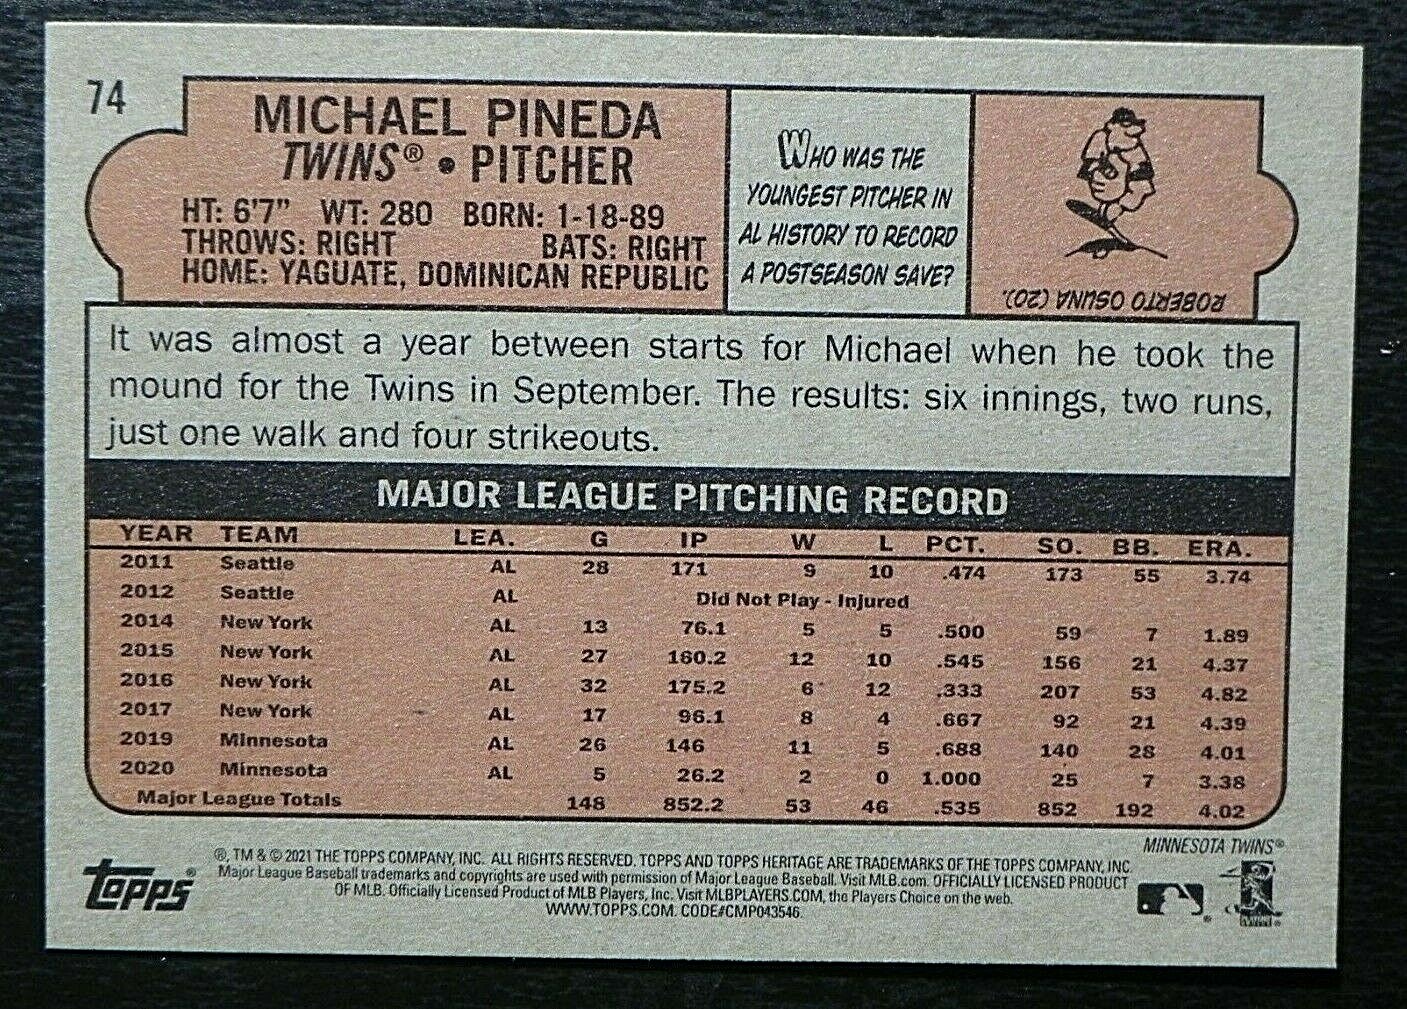 74
MICHAEL PINEDA
TWINS® • PITCHER
HT: 6'7" WT: 280 BORN: 1-18-89
THROWS: RIGHT BATS: RIGHT
HOME: YAGUATE, DOMINICAN REPUBLIC
WHO WAS THE
YOUNGEST PITCHER IN
AL HISTORY TO RECORD
A POSTSEASON SAVE?
ROBERTO OSUNA (20).
It was almost a year between starts for Michael when he took the
mound for the Twins in September. The results: six innings, two runs,
just one walk and four strikeouts.
MAJOR LEAGUE PITCHING RECORD
YEAR TEAM LEA. G IP W L PCT. SO. BB. ERA.
2011 Seattle AL 28 171 9 10 .474 173 55 3.74
2012 Seattle AL Did Not Play - Injured
2014 New York AL 13 76.1 5 5 .500 59 7 1.89
2015 New York AL 27 160.2 12 10 .545 156 21 4.37
2016 New York AL 32 175.2 6 12 .333 207 53 4.82
2017 New York AL 17 96.1 8 4 .667 92 21 4.39
2019 Minnesota AL 26 146 11 5 .688 140 28 4.01
2020 Minnesota AL 5 26.2 2 0 1.000 25 7 3.38
Major League Totals 148 852.2 53 46 .535 852 192 4.02
MINNESOTA TWINS®
topps®
®, TM & © 2021 THE TOPPS COMPANY, INC. ALL RIGHTS RESERVED. TOPPS AND TOPPS HERITAGE ARE TRADEMARKS OF THE TOPPS COMPANY, INC.
Major League Baseball trademarks and copyrights are used with permission of Major League Baseball. Visit MLB.com. OFFICIALLY LICENSED PRODUCT
OF MLB. Officially Licensed Product of MLB Players, Inc. Visit MLBPLAYERS.COM, the Players Choice on the web.
WWW.TOPPS.COM. CODE#CMP043546